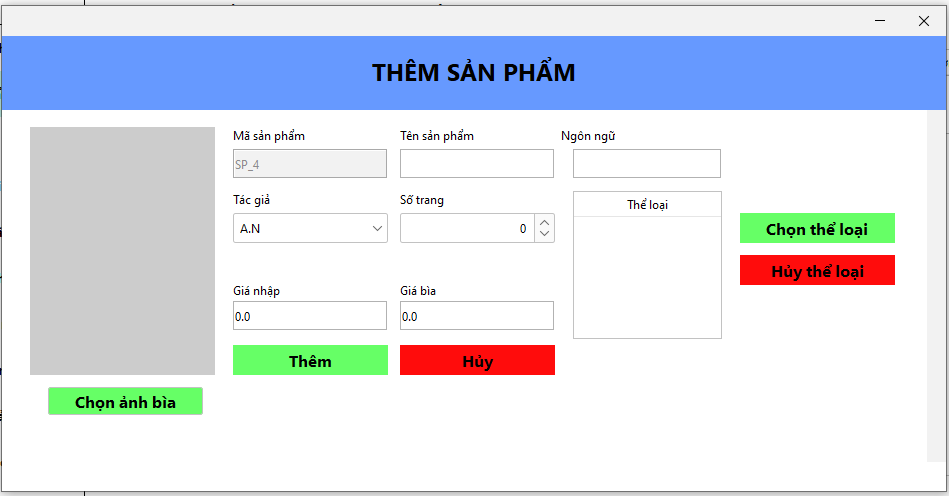 THÊM SẢN PHẨM
Mã sản phẩm Tên sản phẩm Ngôn ngữ
SP_4
Tác giả Số trang
Thể loại
A.N 0
Chọn thể loại
Hủy thể loại
Giá nhập Giá bìa
0.0 0.0
Thêm Hủy
Chọn ảnh bìa